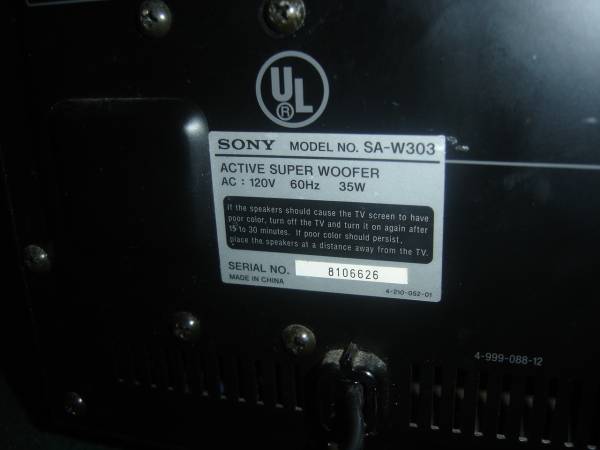 UL
®
SONY MODEL NO. SA-W303
ACTIVE SUPER WOOFER
AC : 120V 60Hz 35W
If the speakers should cause the TV screen to have
poor color, turn off the TV and turn it on again after
15 to 30 minutes. If poor color should persist,
place the speakers at a distance away from the TV.
SERIAL NO. 8106626
MADE IN CHINA
4-210-052-01
4-999-088-12